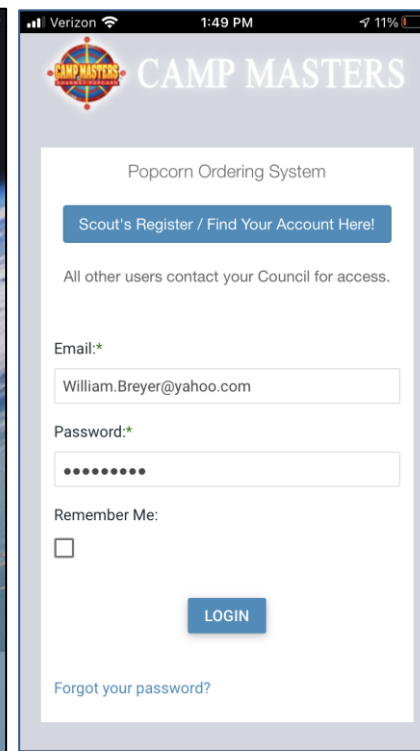 Verizon 1:49 PM 11%
CAMP MASTERS CAMP MASTERS
GOURMET POPCORN
Popcorn Ordering System
Scout's Register / Find Your Account Here!
All other users contact your Council for access.
Email:*
William.Breyer@yahoo.com
Password:*
•••••••••
Remember Me:
LOGIN
Forgot your password?